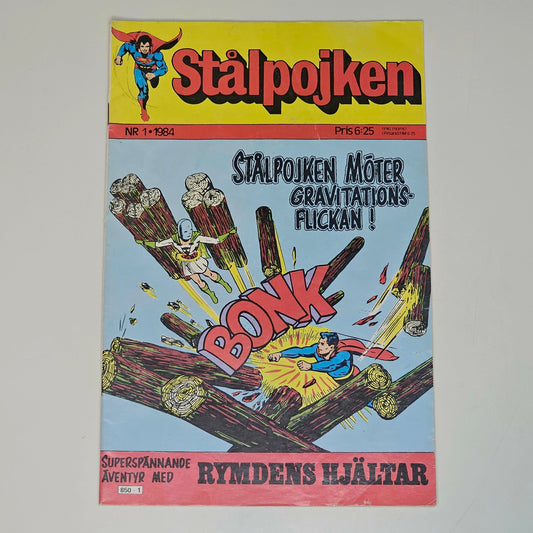 Stålpojken
NR 1 • 1984
Pris 6:25
STÅLPOJKEN MÖTER
GRAVITATIONS-
FLICKAN!
BONK
SUPERSPÄNNANDE
ÄVENTYR MED
RYMDENS HJÄLTAR
850 - 1